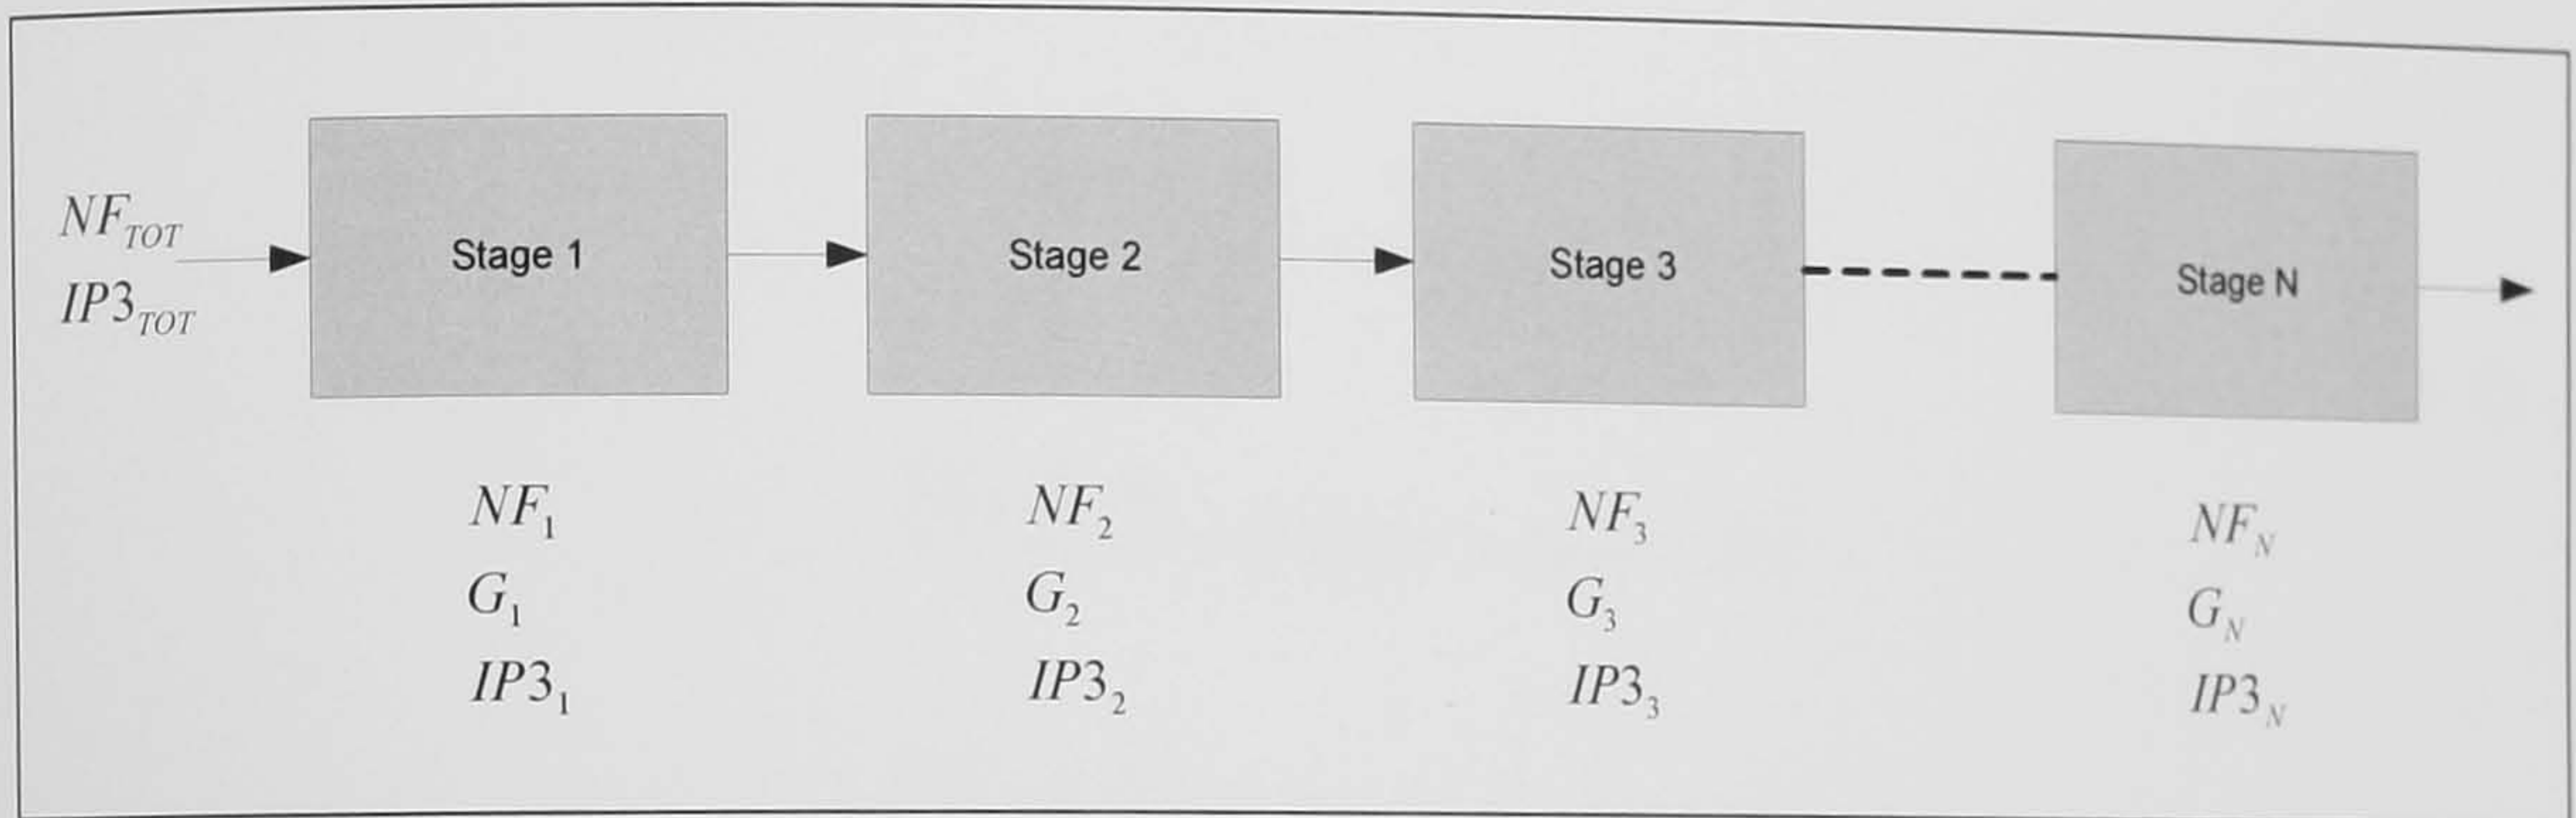 NF_TOT
IP3_TOT
Stage 1
Stage 2
Stage 3
Stage N
NF_1
NF_2
NF_3
NF_N
G_1
G_2
G_3
G_N
IP3_1
IP3_2
IP3_3
IP3_N